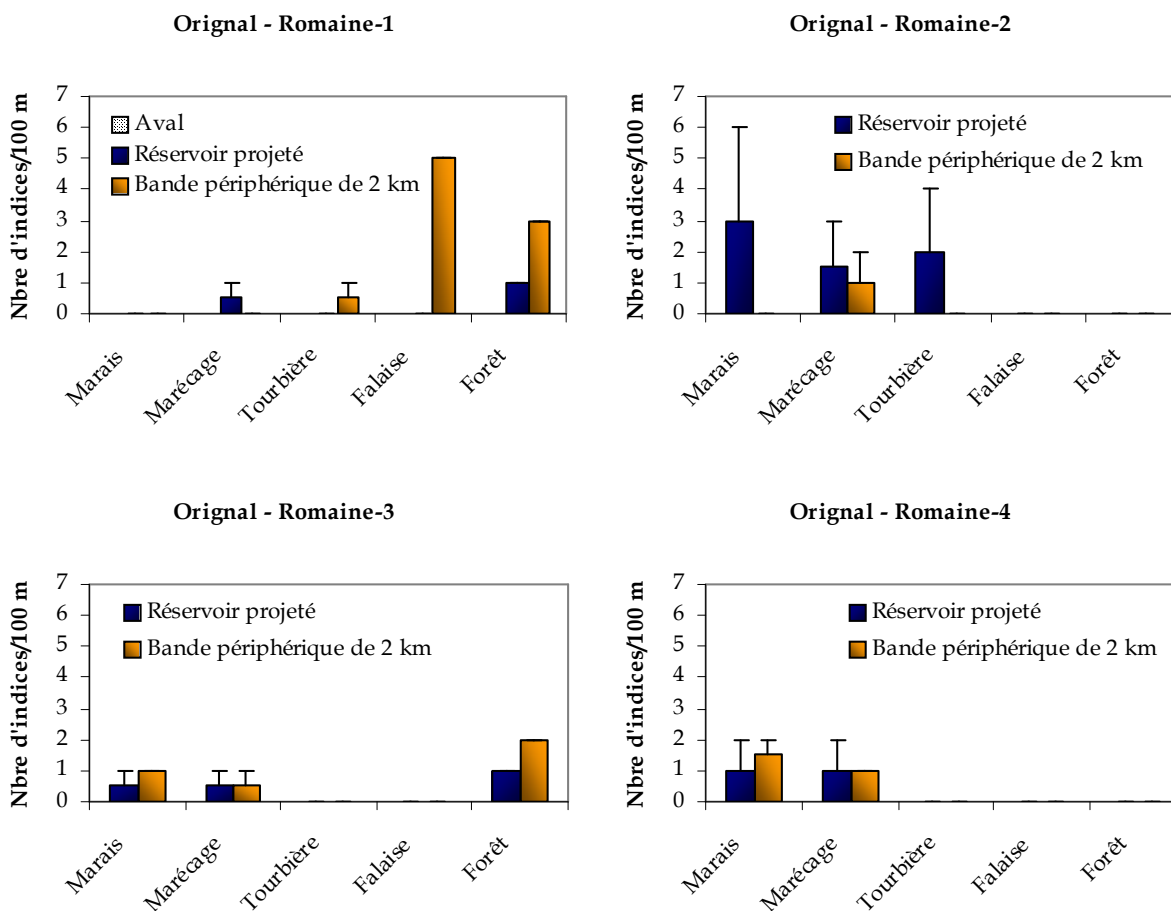 Orignal - Romaine-1
Nbre d'indices/100 m
7
6
5
4
3
2
1
0
Aval
Réservoir projeté
Bande périphérique de 2 km
Marais
Marécage
Tourbière
Falaise
Forêt
Orignal - Romaine-2
Nbre d'indices/100 m
7
6
5
4
3
2
1
0
Réservoir projeté
Bande périphérique de 2 km
Marais
Marécage
Tourbière
Falaise
Forêt
Orignal - Romaine-3
Nbre d'indices/100 m
7
6
5
4
3
2
1
0
Réservoir projeté
Bande périphérique de 2 km
Marais
Marécage
Tourbière
Falaise
Forêt
Orignal - Romaine-4
Nbre d'indices/100 m
7
6
5
4
3
2
1
0
Réservoir projeté
Bande périphérique de 2 km
Marais
Marécage
Tourbière
Falaise
Forêt